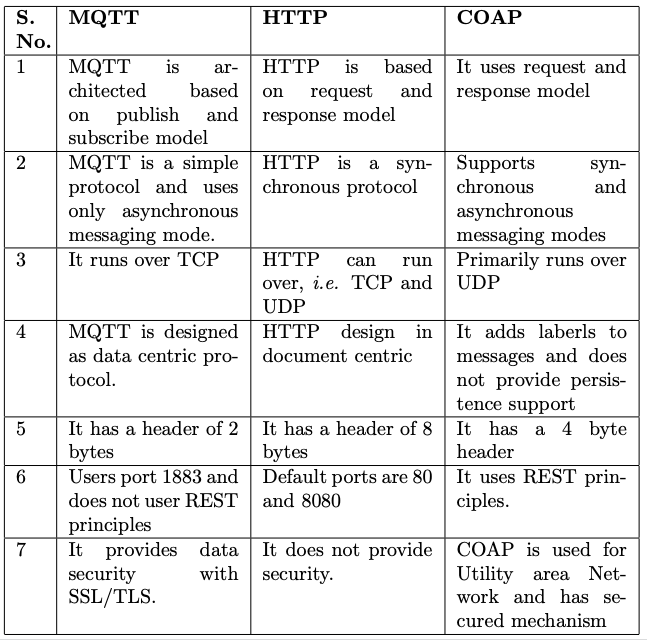 S. No.
MQTT
HTTP
COAP
1
MQTT is ar-
chitected based
on publish and
subscribe model
HTTP is based
on request and
response model
It uses request and
response model
2
MQTT is a simple
protocol and uses
only asynchronous
messaging mode.
HTTP is a syn-
chronous protocol
Supports syn-
chronous and
asynchronous
messaging modes
3
It runs over TCP
HTTP can run
over, i.e. TCP and
UDP
Primarily runs over
UDP
4
MQTT is designed
as data centric pro-
tocol.
HTTP design in
document centric
It adds laberls to
messages and does
not provide persis-
tence support
5
It has a header of 2
bytes
It has a header of 8
bytes
It has a 4 byte
header
6
Users port 1883 and
does not user REST
principles
Default ports are 80
and 8080
It uses REST prin-
ciples.
7
It provides data
security with
SSL/TLS.
It does not provide
security.
COAP is used for
Utility area Net-
work and has se-
cured mechanism